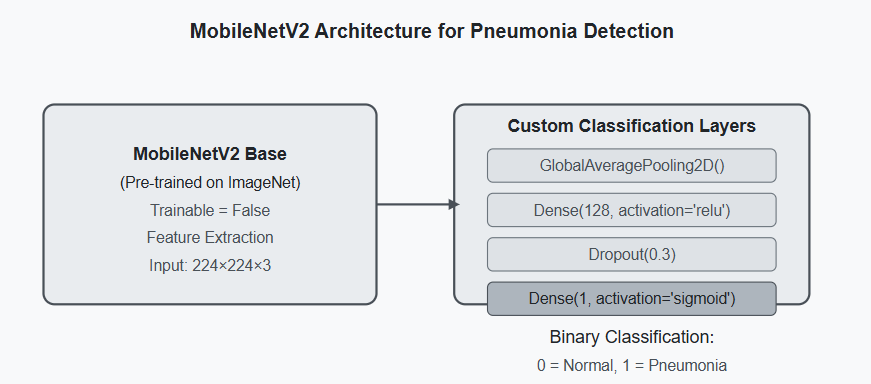 MobileNetV2 Architecture for Pneumonia Detection
MobileNetV2 Base
(Pre-trained on ImageNet)
Trainable = False
Feature Extraction
Input: 224×224×3
Custom Classification Layers
GlobalAveragePooling2D()
Dense(128, activation='relu')
Dropout(0.3)
Dense(1, activation='sigmoid')
Binary Classification:
0 = Normal, 1 = Pneumonia